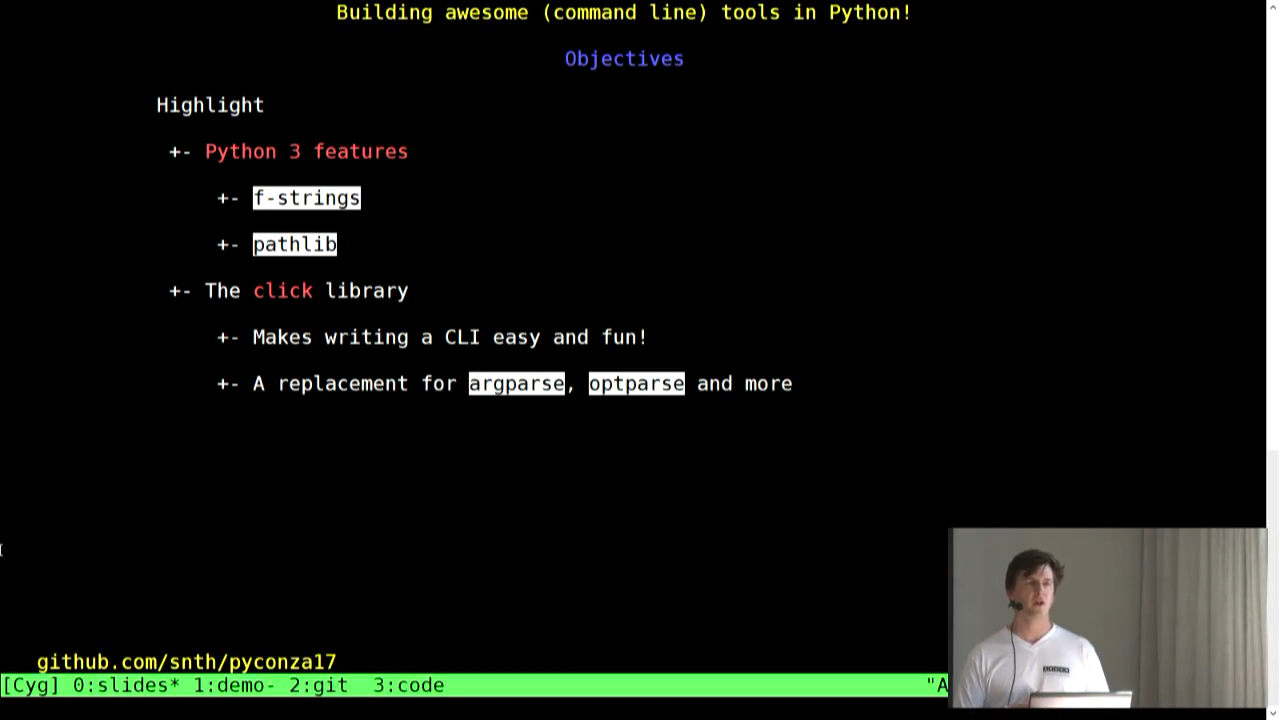 Building awesome (command line) tools in Python!
Objectives
Highlight
+- Python 3 features
+- f-strings
+- pathlib
+- The click library
+- Makes writing a CLI easy and fun!
+- A replacement for argparse, optparse and more
github.com/snth/pyconza17
[Cyg] 0:slides* 1:demo- 2:git 3:code "A